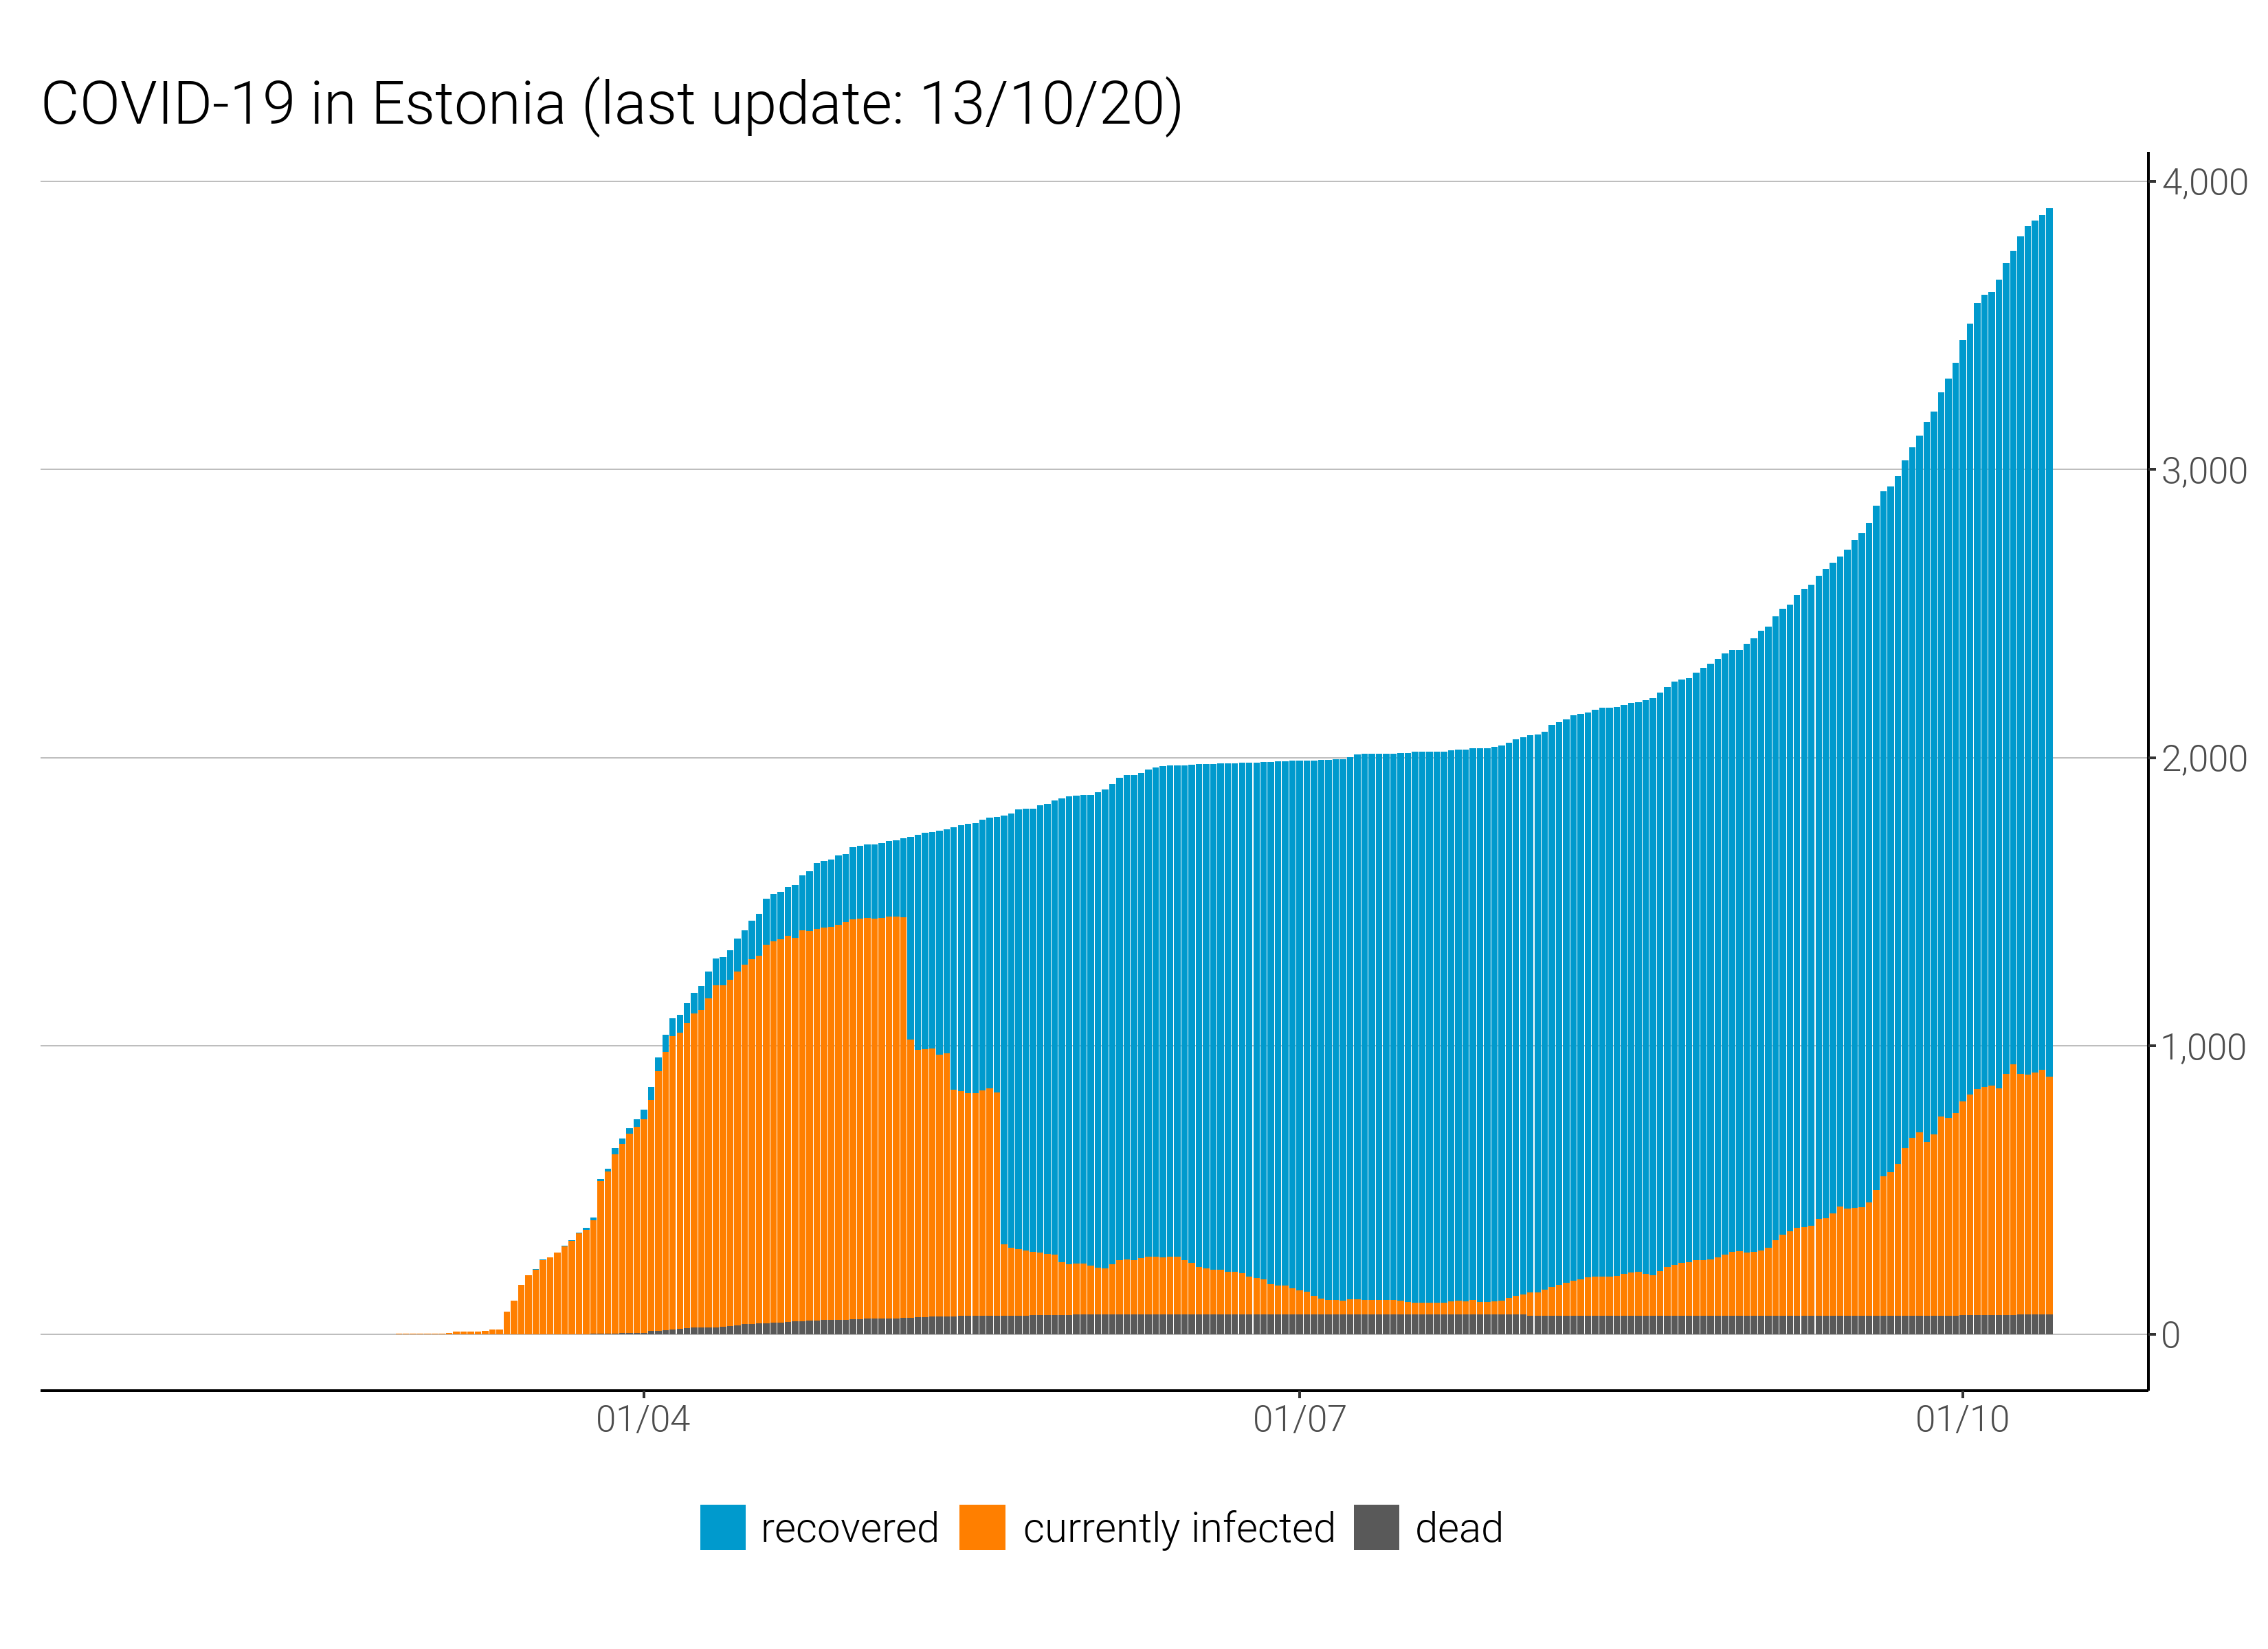 COVID-19 in Estonia (last update: 13/10/20)
4,000
3,000
2,000
1,000
0
01/04 01/07 01/10
recovered currently infected dead